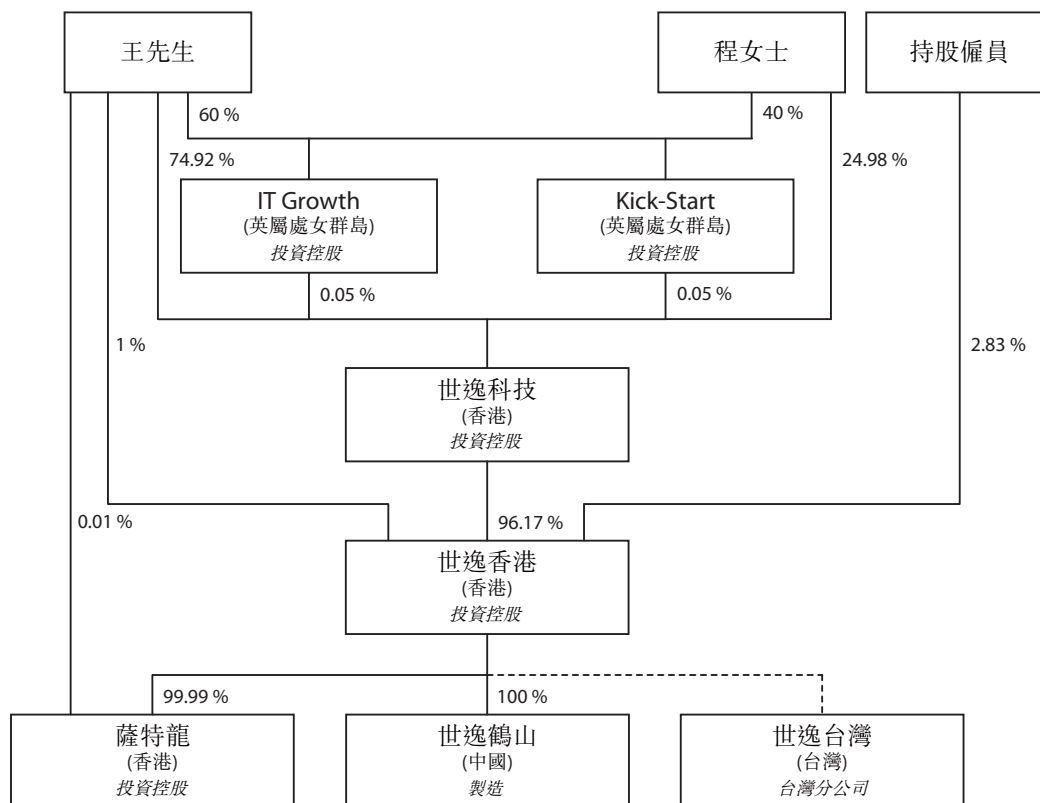 王先生
程女士
持股僱員
60 %
40 %
74.92 %
24.98 %
IT Growth
(英屬處女群島)
投資控股
Kick-Start
(英屬處女群島)
投資控股
0.05 %
0.05 %
1 %
2.83 %
世逸科技
(香港)
投資控股
0.01 %
96.17 %
世逸香港
(香港)
投資控股
99.99 %
100 %
薩特龍
(香港)
投資控股
世逸鶴山
(中國)
製造
世逸台灣
(台灣)
台灣分公司